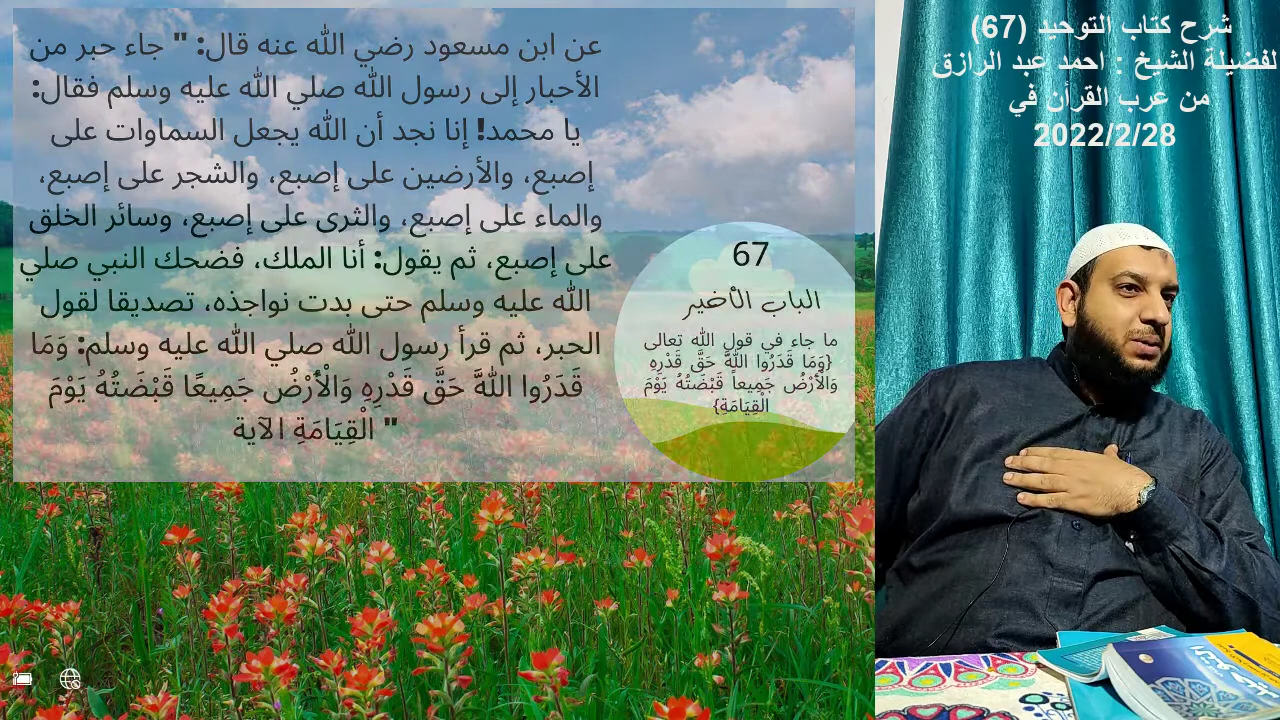 شرح كتاب التوحيد (67)
لفضيلة الشيخ : احمد عبد الرازق
من عرب القرآن في
2022/2/28
عن ابن مسعود رضي الله عنه قال: " جاء حبر من
الأحبار إلى رسول الله صلي الله عليه وسلم فقال:
يا محمد! إنا نجد أن الله يجعل السماوات على
إصبع، والأرضين على إصبع، والشجر على إصبع،
والماء على إصبع، والثرى على إصبع، وسائر الخلق
على إصبع، ثم يقول: أنا الملك، فضحك النبي صلي
الله عليه وسلم حتى بدت نواجذه، تصديقا لقول
الحبر، ثم قرأ رسول الله صلي الله عليه وسلم: وَمَا
قَدَرُوا اللَّهَ حَقَّ قَدْرِهِ وَالْأَرْضُ جَمِيعًا قَبْضَتُهُ يَوْمَ
الْقِيَامَةِ الآية "
67
الباب الأخير
ما جاء في قول الله تعالى
{وَمَا قَدَرُوا اللَّهَ حَقَّ قَدْرِهِ
وَالْأَرْضُ جَمِيعاً قَبْضَتُهُ يَوْمَ
الْقِيَامَةِ}